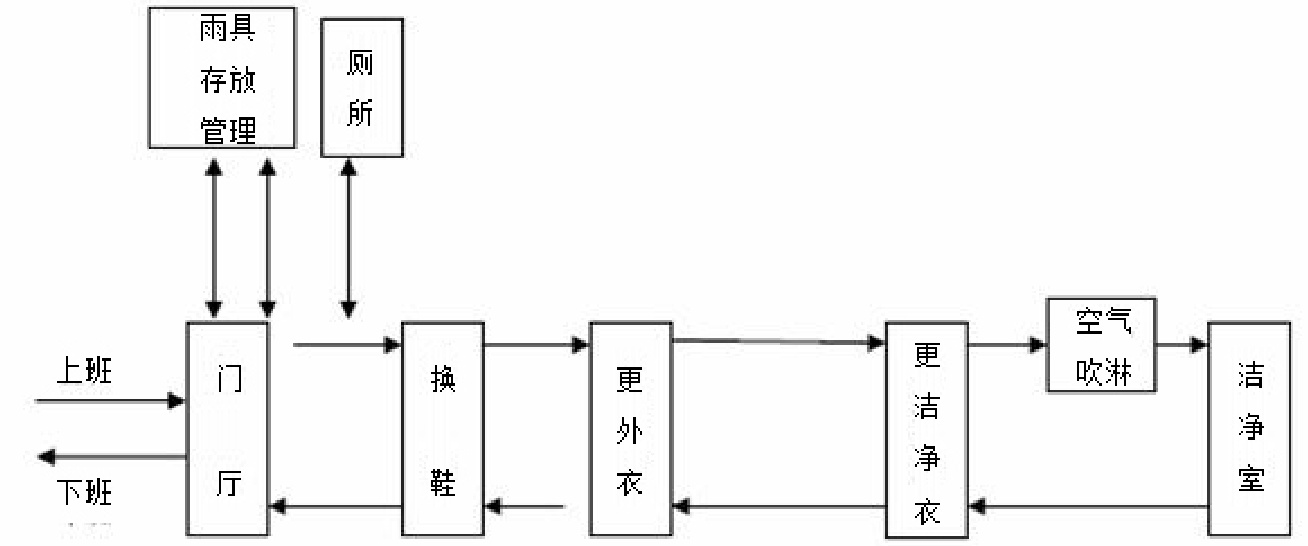 雨具
存放
管理
厕
所
上班
下班
门
厅
换
鞋
更
外
衣
更
洁
净
衣
空气
吹淋
洁
净
室